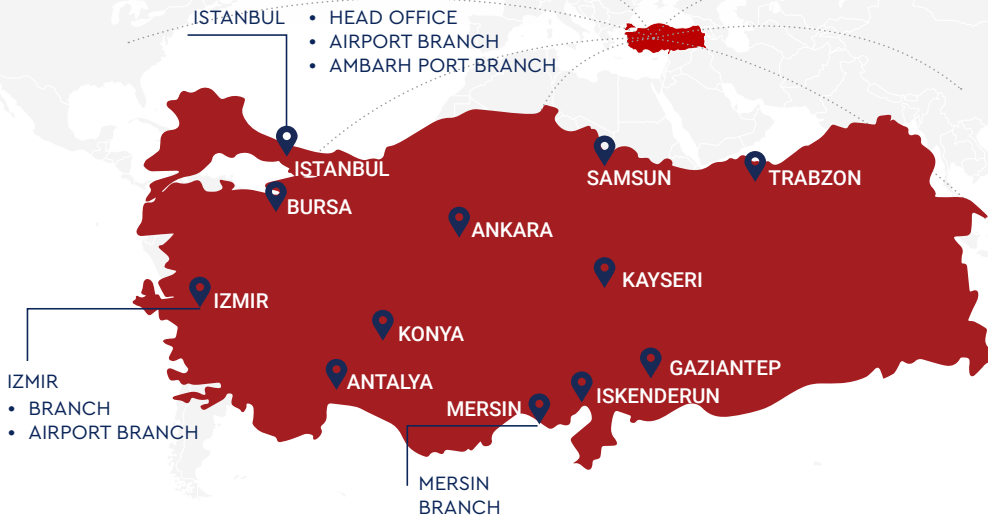 ISTANBUL
• HEAD OFFICE
• AIRPORT BRANCH
• AMBARH PORT BRANCH
ISTANBUL
SAMSUN
TRABZON
BURSA
ANKARA
KAYSERI
IZMIR
KONYA
GAZIANTEP
ANTALYA
ISKENDERUN
MERSIN
IZMIR
• BRANCH
• AIRPORT BRANCH
MERSIN
BRANCH